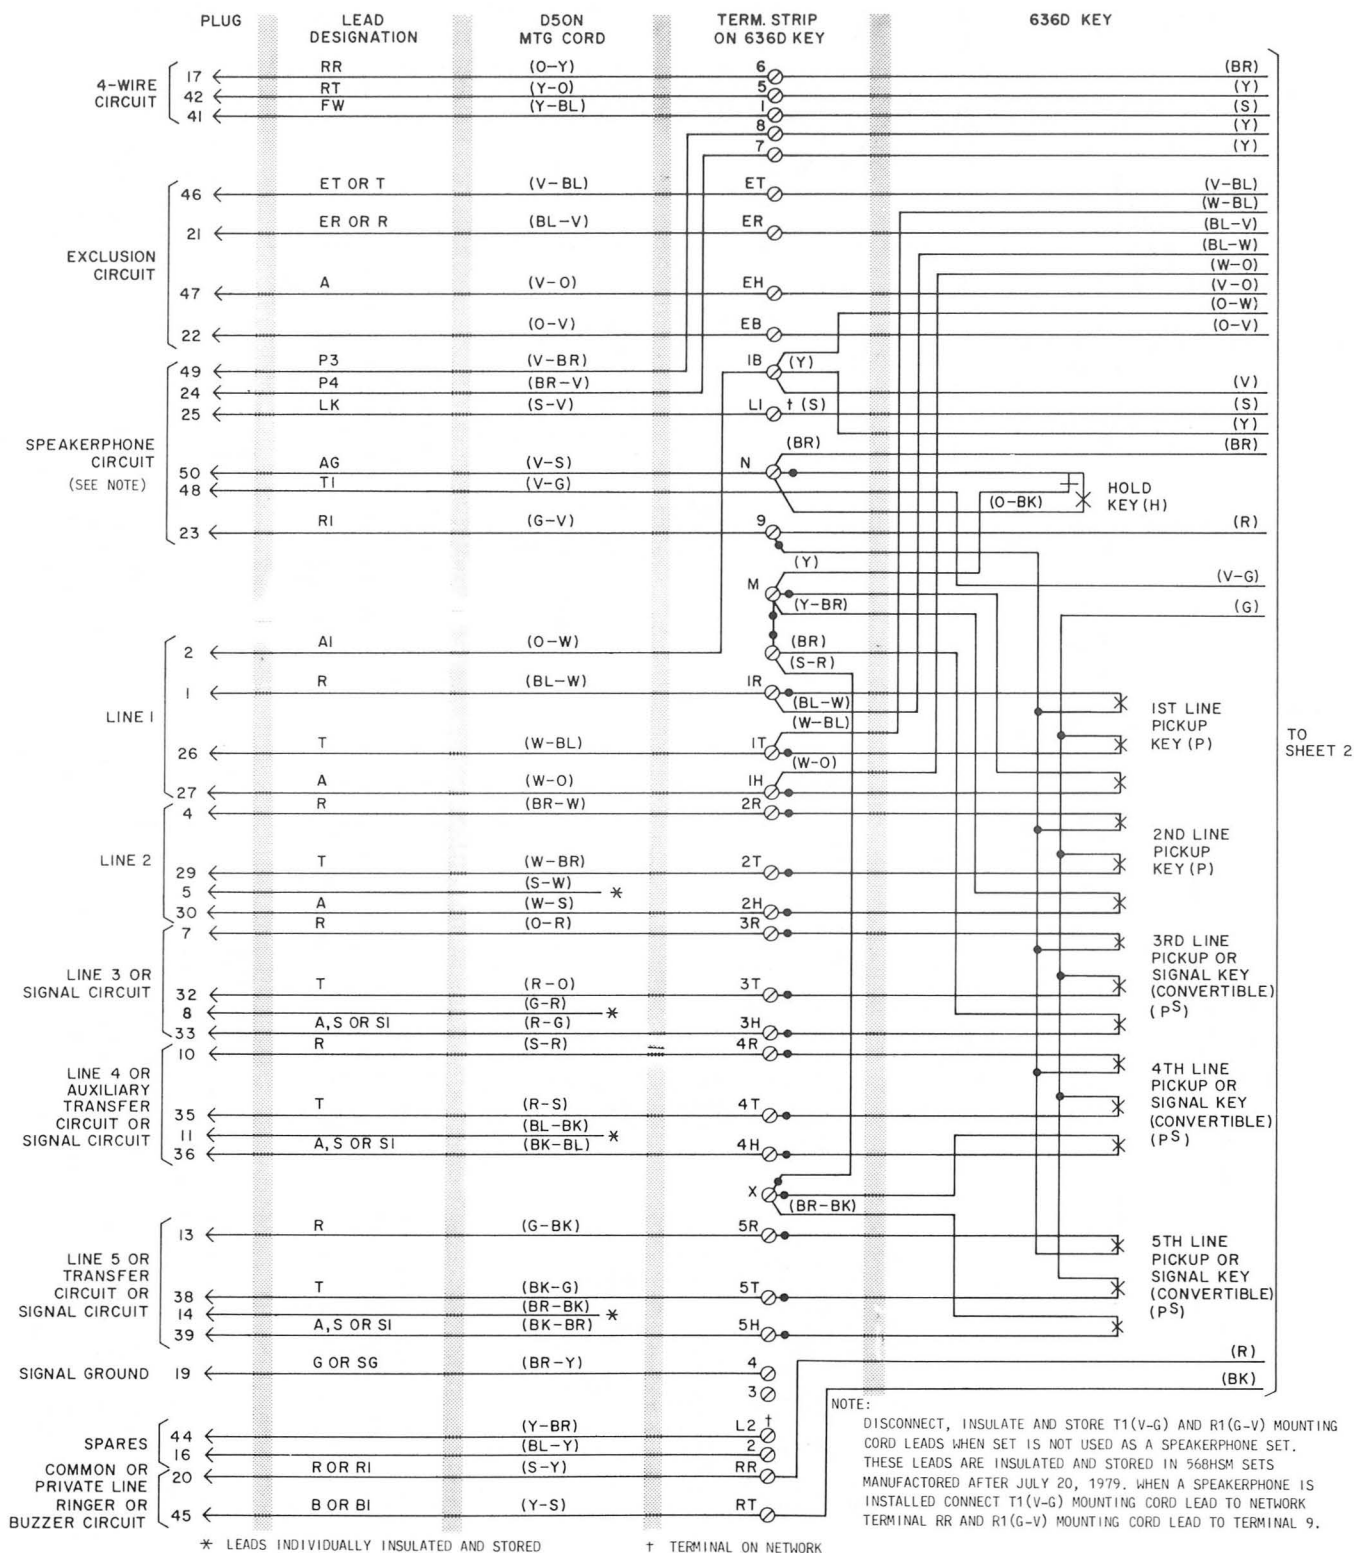 PLUG LEAD DESIGNATION D50N MTG CORD TERM. STRIP ON 636D KEY 636D KEY
4-WIRE CIRCUIT
17 RR (O-Y) 6 (BR)
42 RT (Y-O) 5 (Y)
41 FW (Y-BL) 1 (S)
8 (Y)
7 (Y)
EXCLUSION CIRCUIT
46 ET OR T (V-BL) ET (V-BL)
(W-BL)
21 ER OR R (BL-V) ER (BL-V)
(BL-W)
(W-O)
47 A (V-O) EH (V-O)
(O-W)
22 (O-V) EB (O-V)
SPEAKERPHONE CIRCUIT
(SEE NOTE)
49 P3 (V-BR) 1B (Y)
24 P4 (BR-V) (V)
25 LK (S-V) L1 † (S) (S)
(Y)
(BR) (BR)
50 AG (V-S) N
48 T1 (V-G) (O-BK)
HOLD KEY (H)
23 R1 (G-V) 9 (R)
(Y)
M (V-G)
(Y-BR) (G)
LINE 1
2 A1 (O-W) (BR)
(S-R)
1 R (BL-W) 1R
(BL-W)
(W-BL)
26 T (W-BL) 1T
(W-O)
27 A (W-O) 1H
1ST LINE PICKUP KEY (P)
TO SHEET 2
LINE 2
4 R (BR-W) 2R
29 T (W-BR) 2T
5 (S-W) *
30 A (W-S) 2H
2ND LINE PICKUP KEY (P)
LINE 3 OR SIGNAL CIRCUIT
7 R (O-R) 3R
32 T (R-O) 3T
8 (G-R) *
33 A,S OR S1 (R-G) 3H
3RD LINE PICKUP OR SIGNAL KEY (CONVERTIBLE) (PS)
LINE 4 OR AUXILIARY TRANSFER CIRCUIT OR SIGNAL CIRCUIT
10 R (S-R) 4R
35 T (R-S) 4T
11 (BL-BK) *
36 A,S OR S1 (BK-BL) 4H
4TH LINE PICKUP OR SIGNAL KEY (CONVERTIBLE) (PS)
X
(BR-BK)
LINE 5 OR TRANSFER CIRCUIT OR SIGNAL CIRCUIT
13 R (G-BK) 5R
38 T (BK-G) 5T
14 (BR-BK) *
39 A,S OR S1 (BK-BR) 5H
5TH LINE PICKUP OR SIGNAL KEY (CONVERTIBLE) (PS)
(R)
SIGNAL GROUND 19 G OR SG (BR-Y) 4
(BK)
3
SPARES
44 (Y-BR) L2 †
16 (BL-Y) 2
COMMON OR PRIVATE LINE RINGER OR BUZZER CIRCUIT
20 R OR R1 (S-Y) RR
45 B OR B1 (Y-S) RT
NOTE:
DISCONNECT, INSULATE AND STORE T1(V-G) AND R1(G-V) MOUNTING
CORD LEADS WHEN SET IS NOT USED AS A SPEAKERPHONE SET.
THESE LEADS ARE INSULATED AND STORED IN 568HSM SETS
MANUFACTORED AFTER JULY 20, 1979. WHEN A SPEAKERPHONE IS
INSTALLED CONNECT T1(V-G) MOUNTING CORD LEAD TO NETWORK
TERMINAL RR AND R1(G-V) MOUNTING CORD LEAD TO TERMINAL 9.
* LEADS INDIVIDUALLY INSULATED AND STORED † TERMINAL ON NETWORK